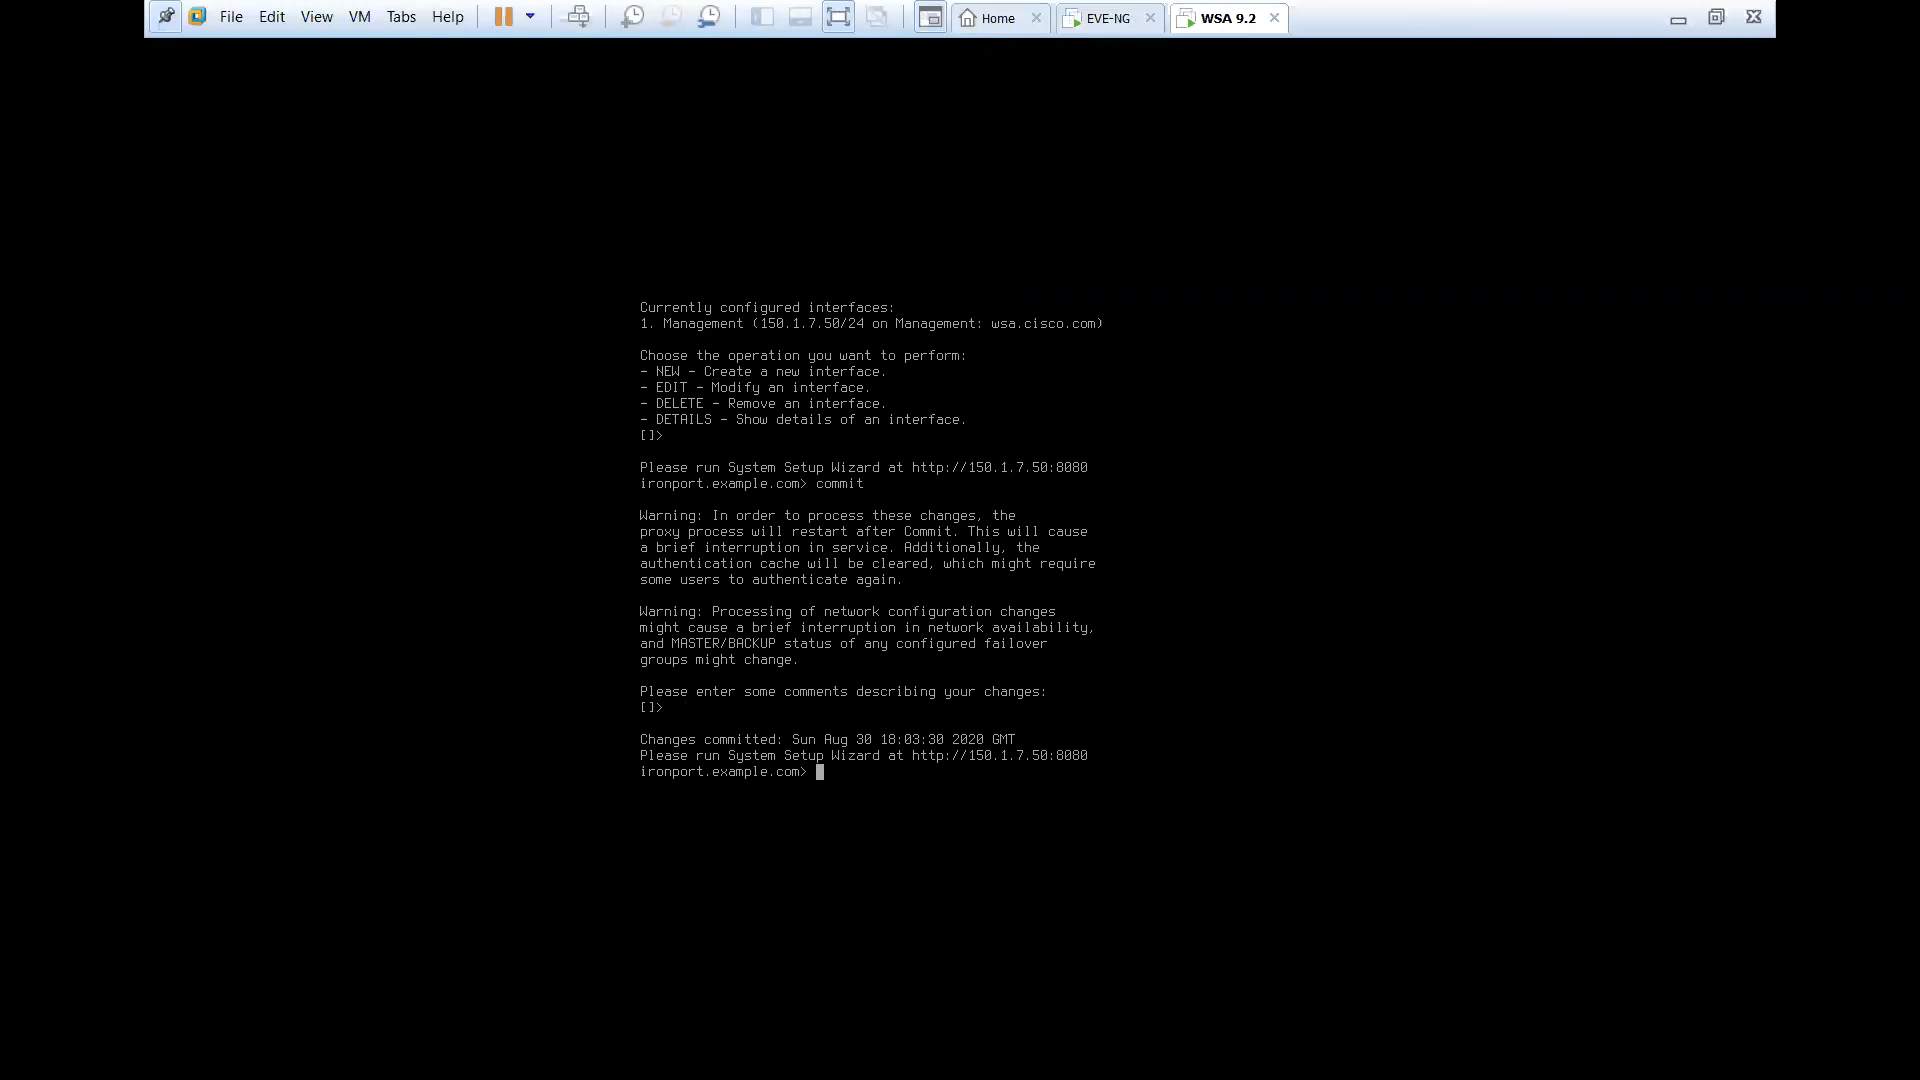 File Edit View VM Tabs Help Home EVE-NG WSA 9.2
Currently configured interfaces:
1. Management (150.1.7.50/24 on Management: wsa.cisco.com)
Choose the operation you want to perform:
- NEW - Create a new interface.
- EDIT - Modify an interface.
- DELETE - Remove an interface.
- DETAILS - Show details of an interface.
[]>
Please run System Setup Wizard at http://150.1.7.50:8080
ironport.example.com> commit
Warning: In order to process these changes, the
proxy process will restart after Commit. This will cause
a brief interruption in service. Additionally, the
authentication cache will be cleared, which might require
some users to authenticate again.
Warning: Processing of network configuration changes
might cause a brief interruption in network availability,
and MASTER/BACKUP status of any configured failover
groups might change.
Please enter some comments describing your changes:
[]>
Changes committed: Sun Aug 30 18:03:30 2020 GMT
Please run System Setup Wizard at http://150.1.7.50:8080
ironport.example.com>